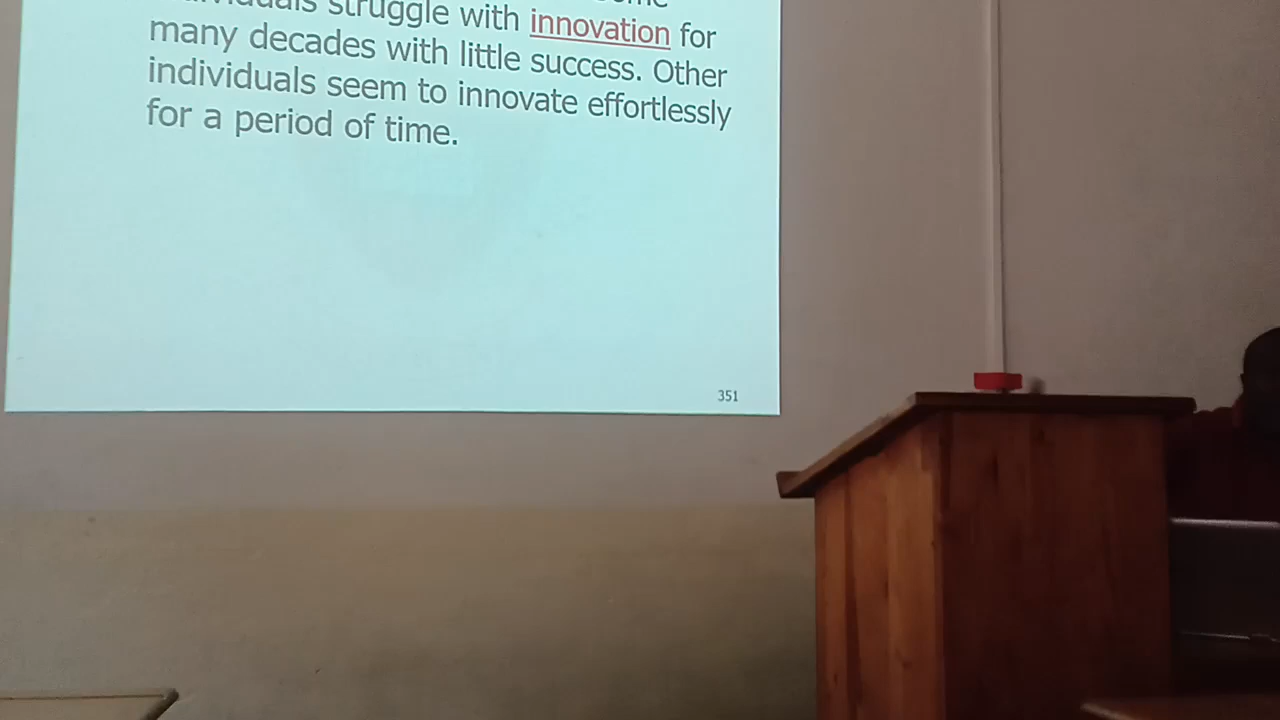 struggle with innovation for
many decades with little success. Other
individuals seem to innovate effortlessly
for a period of time.
351